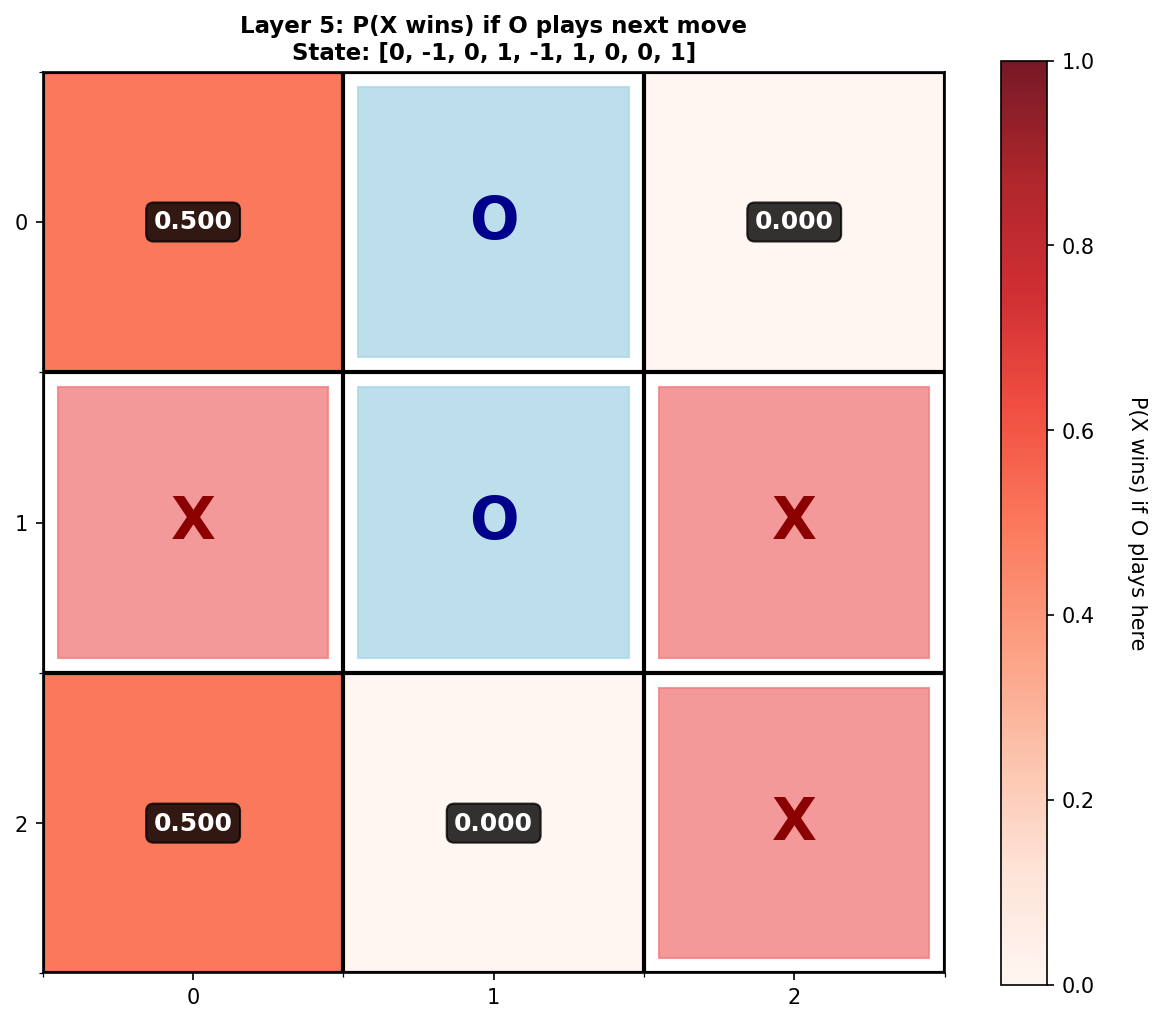 Layer 5: P(X wins) if O plays next move
State: [0, -1, 0, 1, -1, 1, 0, 0, 1]
0.500
O
0.000
X
O
X
0.500
0.000
X
0
1
2
0
1
2
1.0
0.8
0.6
0.4
0.2
0.0
P(X wins) if O plays here